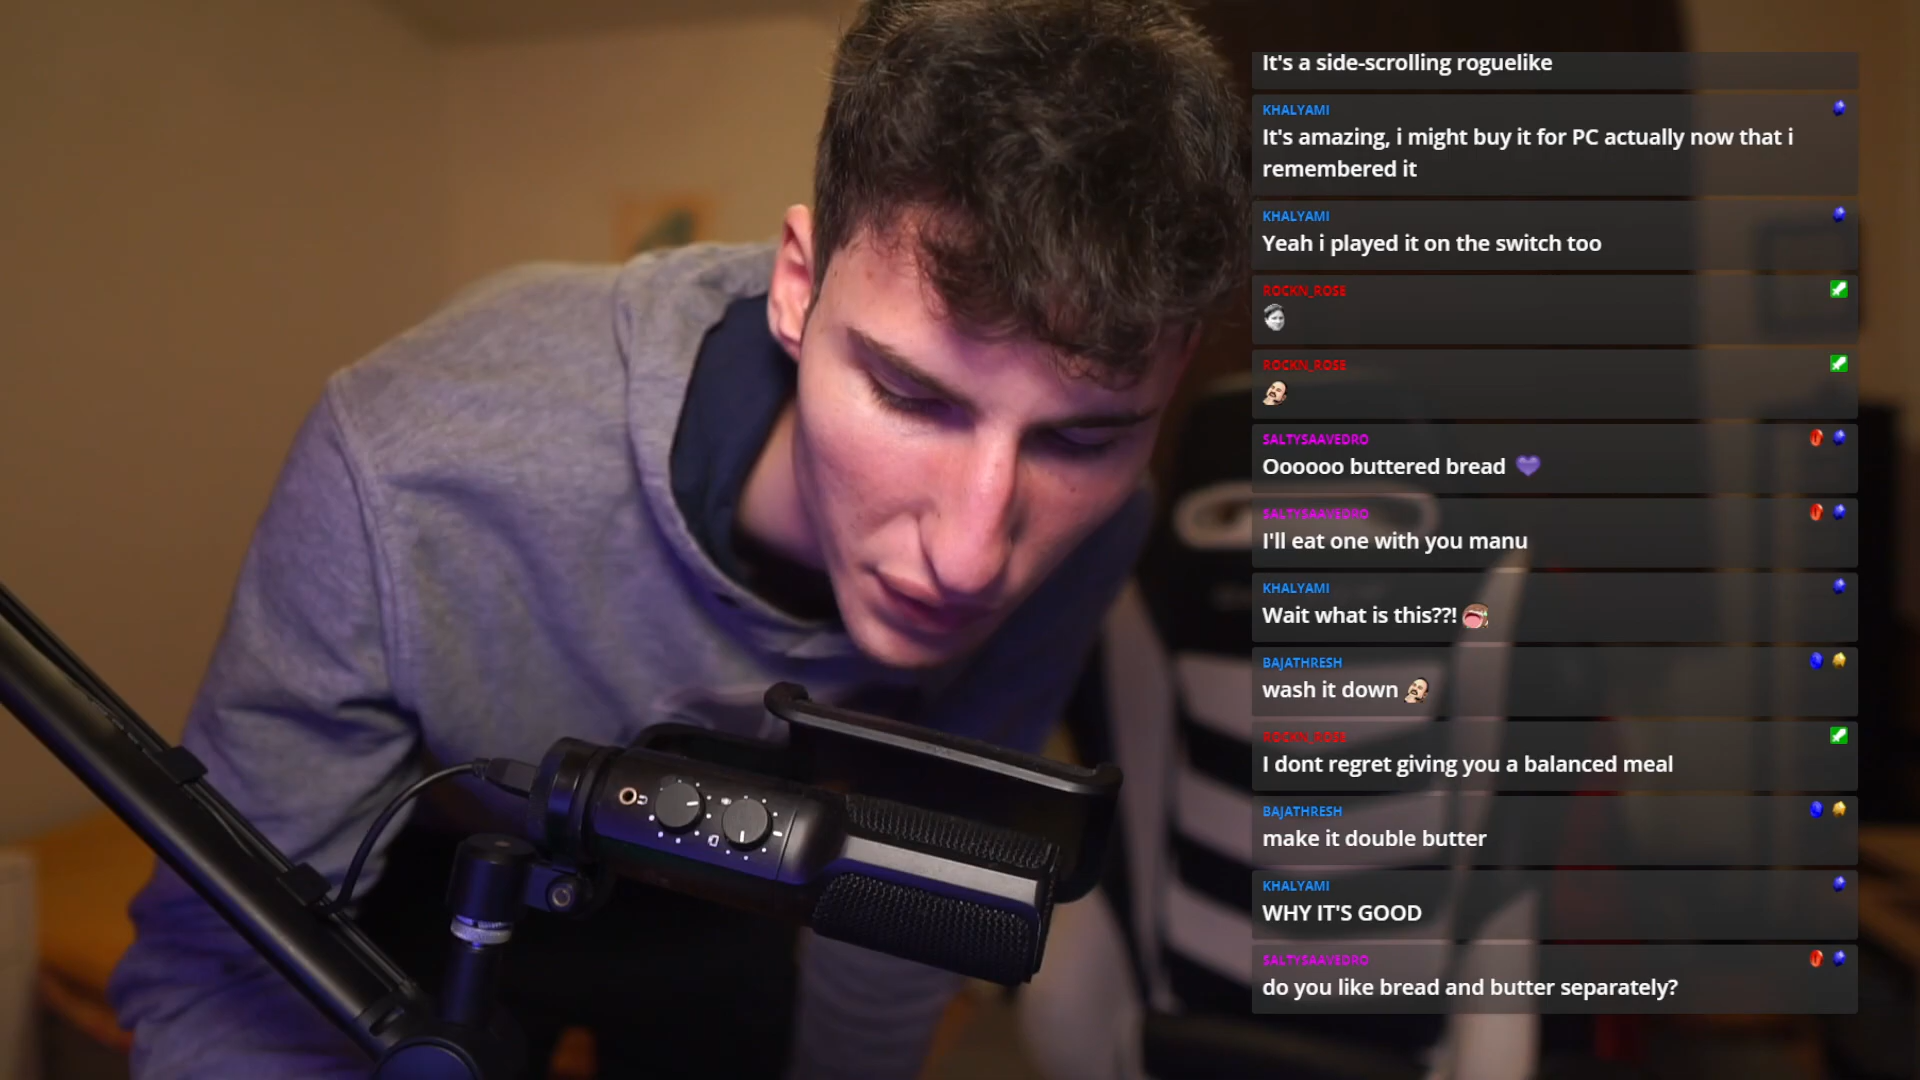 It's a side-scrolling roguelike
KHALYAMI
It's amazing, i might buy it for PC actually now that i
remembered it
KHALYAMI
Yeah i played it on the switch too
ROCKN_ROSE
ROCKN_ROSE
SALTYSAAVEDRO
Oooooo buttered bread 💜
SALTYSAAVEDRO
I'll eat one with you manu
KHALYAMI
Wait what is this??!
BAJATHRESH
wash it down
ROCKN_ROSE
I dont regret giving you a balanced meal
BAJATHRESH
make it double butter
KHALYAMI
WHY IT'S GOOD
SALTYSAAVEDRO
do you like bread and butter separately?